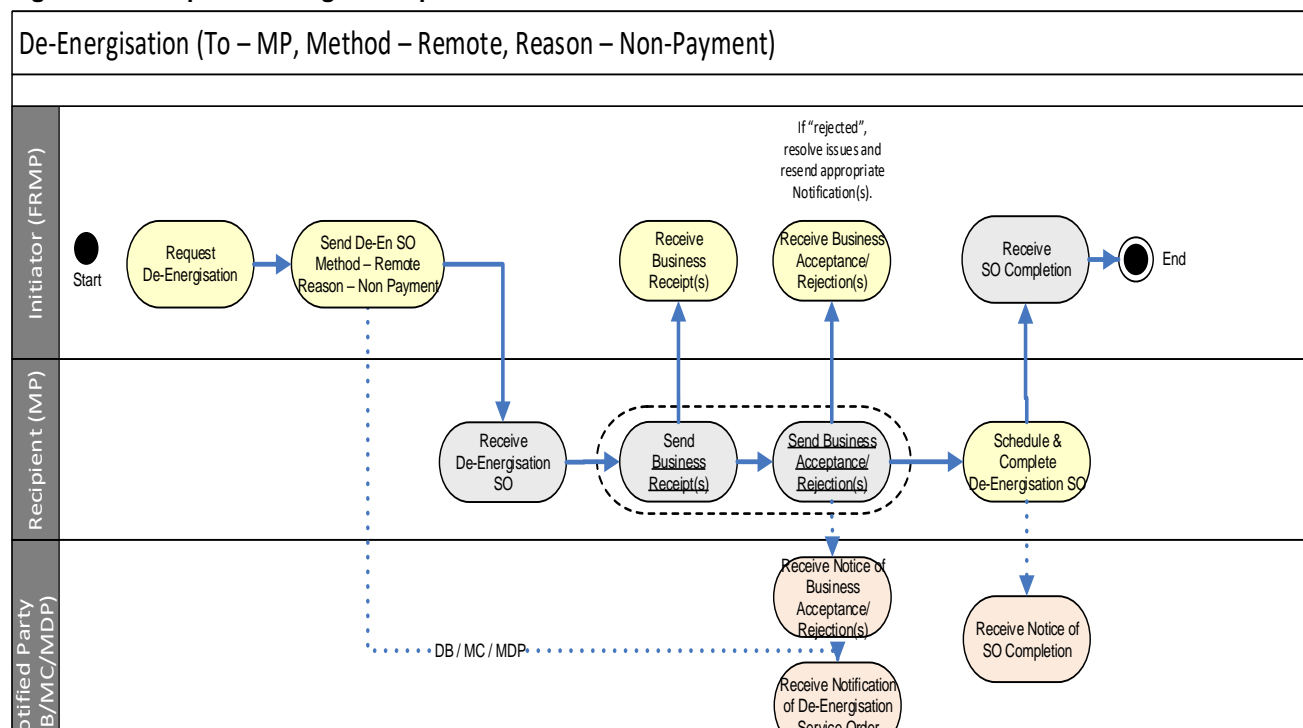 De-Energisation (To – MP, Method – Remote, Reason – Non-Payment)
Initiator (FRMP)
If “rejected”,
resolve issues and
resend appropriate
Notification(s).
Start
Request
De-Energisation
Send De-En SO
Method – Remote
Reason – Non Payment
Receive
Business
Receipt(s)
Receive Business
Acceptance/
Rejection(s)
Receive
SO Completion
End
Recipient (MP)
Receive
De-Energisation
SO
Send
Business
Receipt(s)
Send Business
Acceptance/
Rejection(s)
Schedule &
Complete
De-Energisation SO
Receive Notice of
Business
Acceptance/
Rejection(s)
Receive Notice of
SO Completion
DB / MC / MDP
Receive Notification
of De-Energisation
Service Order